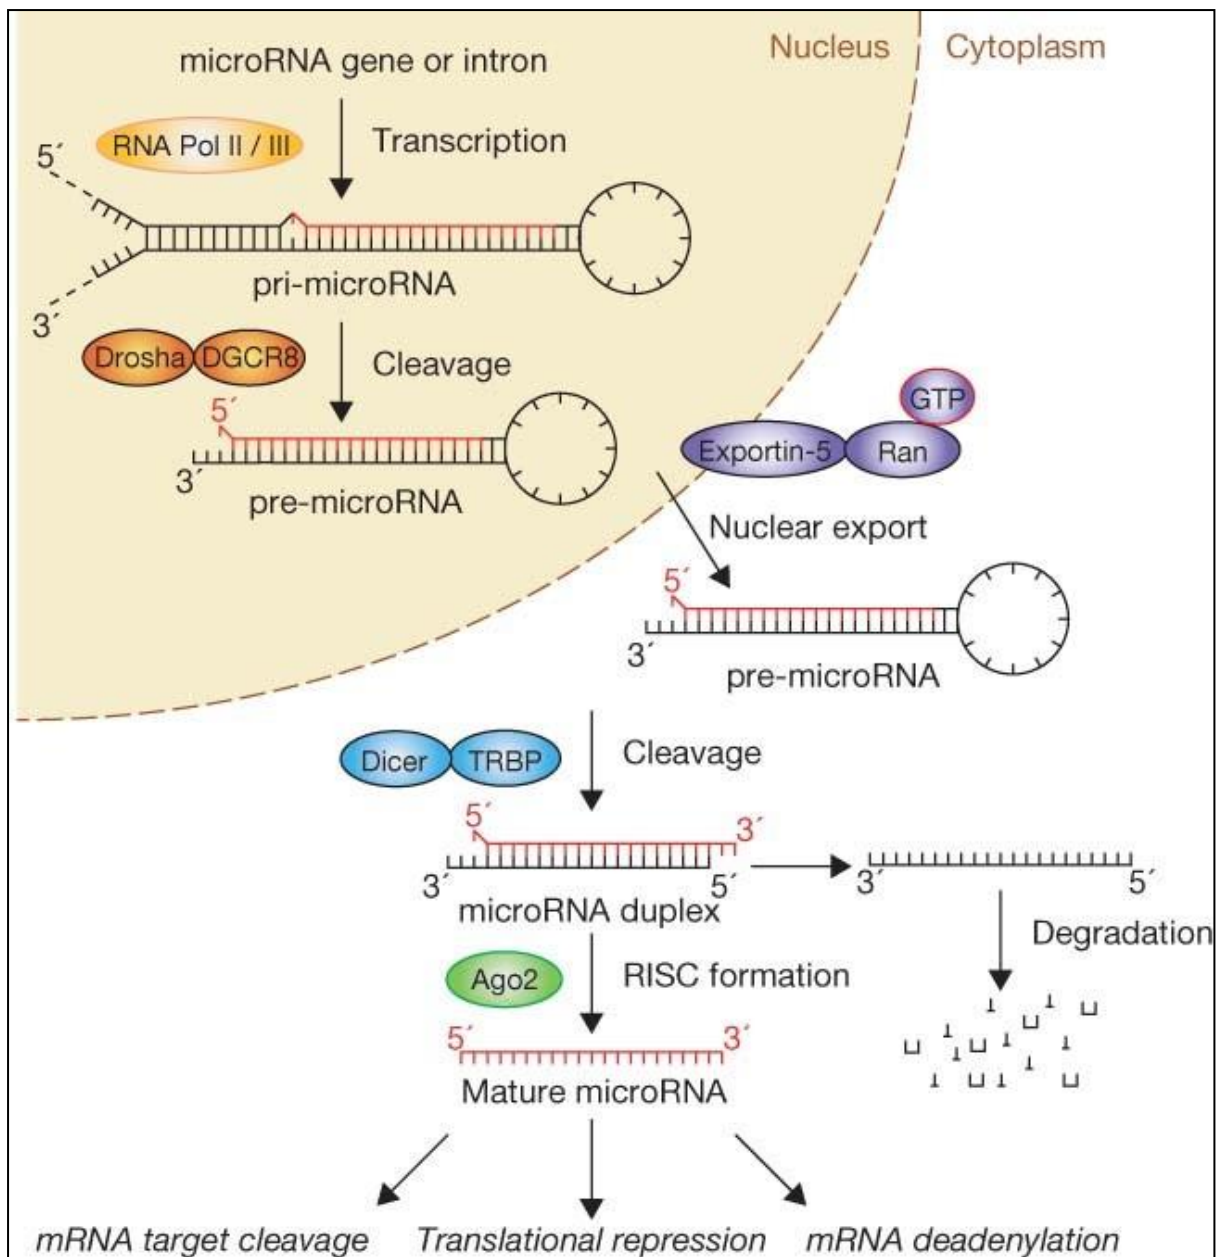 Nucleus
Cytoplasm
microRNA gene or intron
RNA Pol II / III
Transcription
5´
3´
pri-microRNA
Drosha
DGCR8
Cleavage
5´
3´
pre-microRNA
GTP
Exportin-5
Ran
Nuclear export
5´
3´
pre-microRNA
Dicer
TRBP
Cleavage
5´
3´
3´
5´
microRNA duplex
3´
5´
Degradation
Ago2
RISC formation
5´
3´
Mature microRNA
mRNA target cleavage
Translational repression
mRNA deadenylation